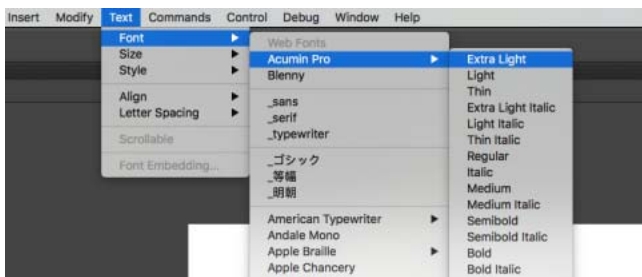 Insert Modify Text Commands Control Debug Window Help
Font
Size
Style
Align
Letter Spacing
Scrollable
Font Embedding...
Web Fonts
Acumin Pro
Blenny
_sans
_serif
_typewriter
_ゴシック
_等幅
_明朝
American Typewriter
Andale Mono
Apple Braille
Apple Chancery
Extra Light
Light
Thin
Extra Light Italic
Light Italic
Thin Italic
Regular
Italic
Medium
Medium Italic
Semibold
Semibold Italic
Bold
Bold Italic